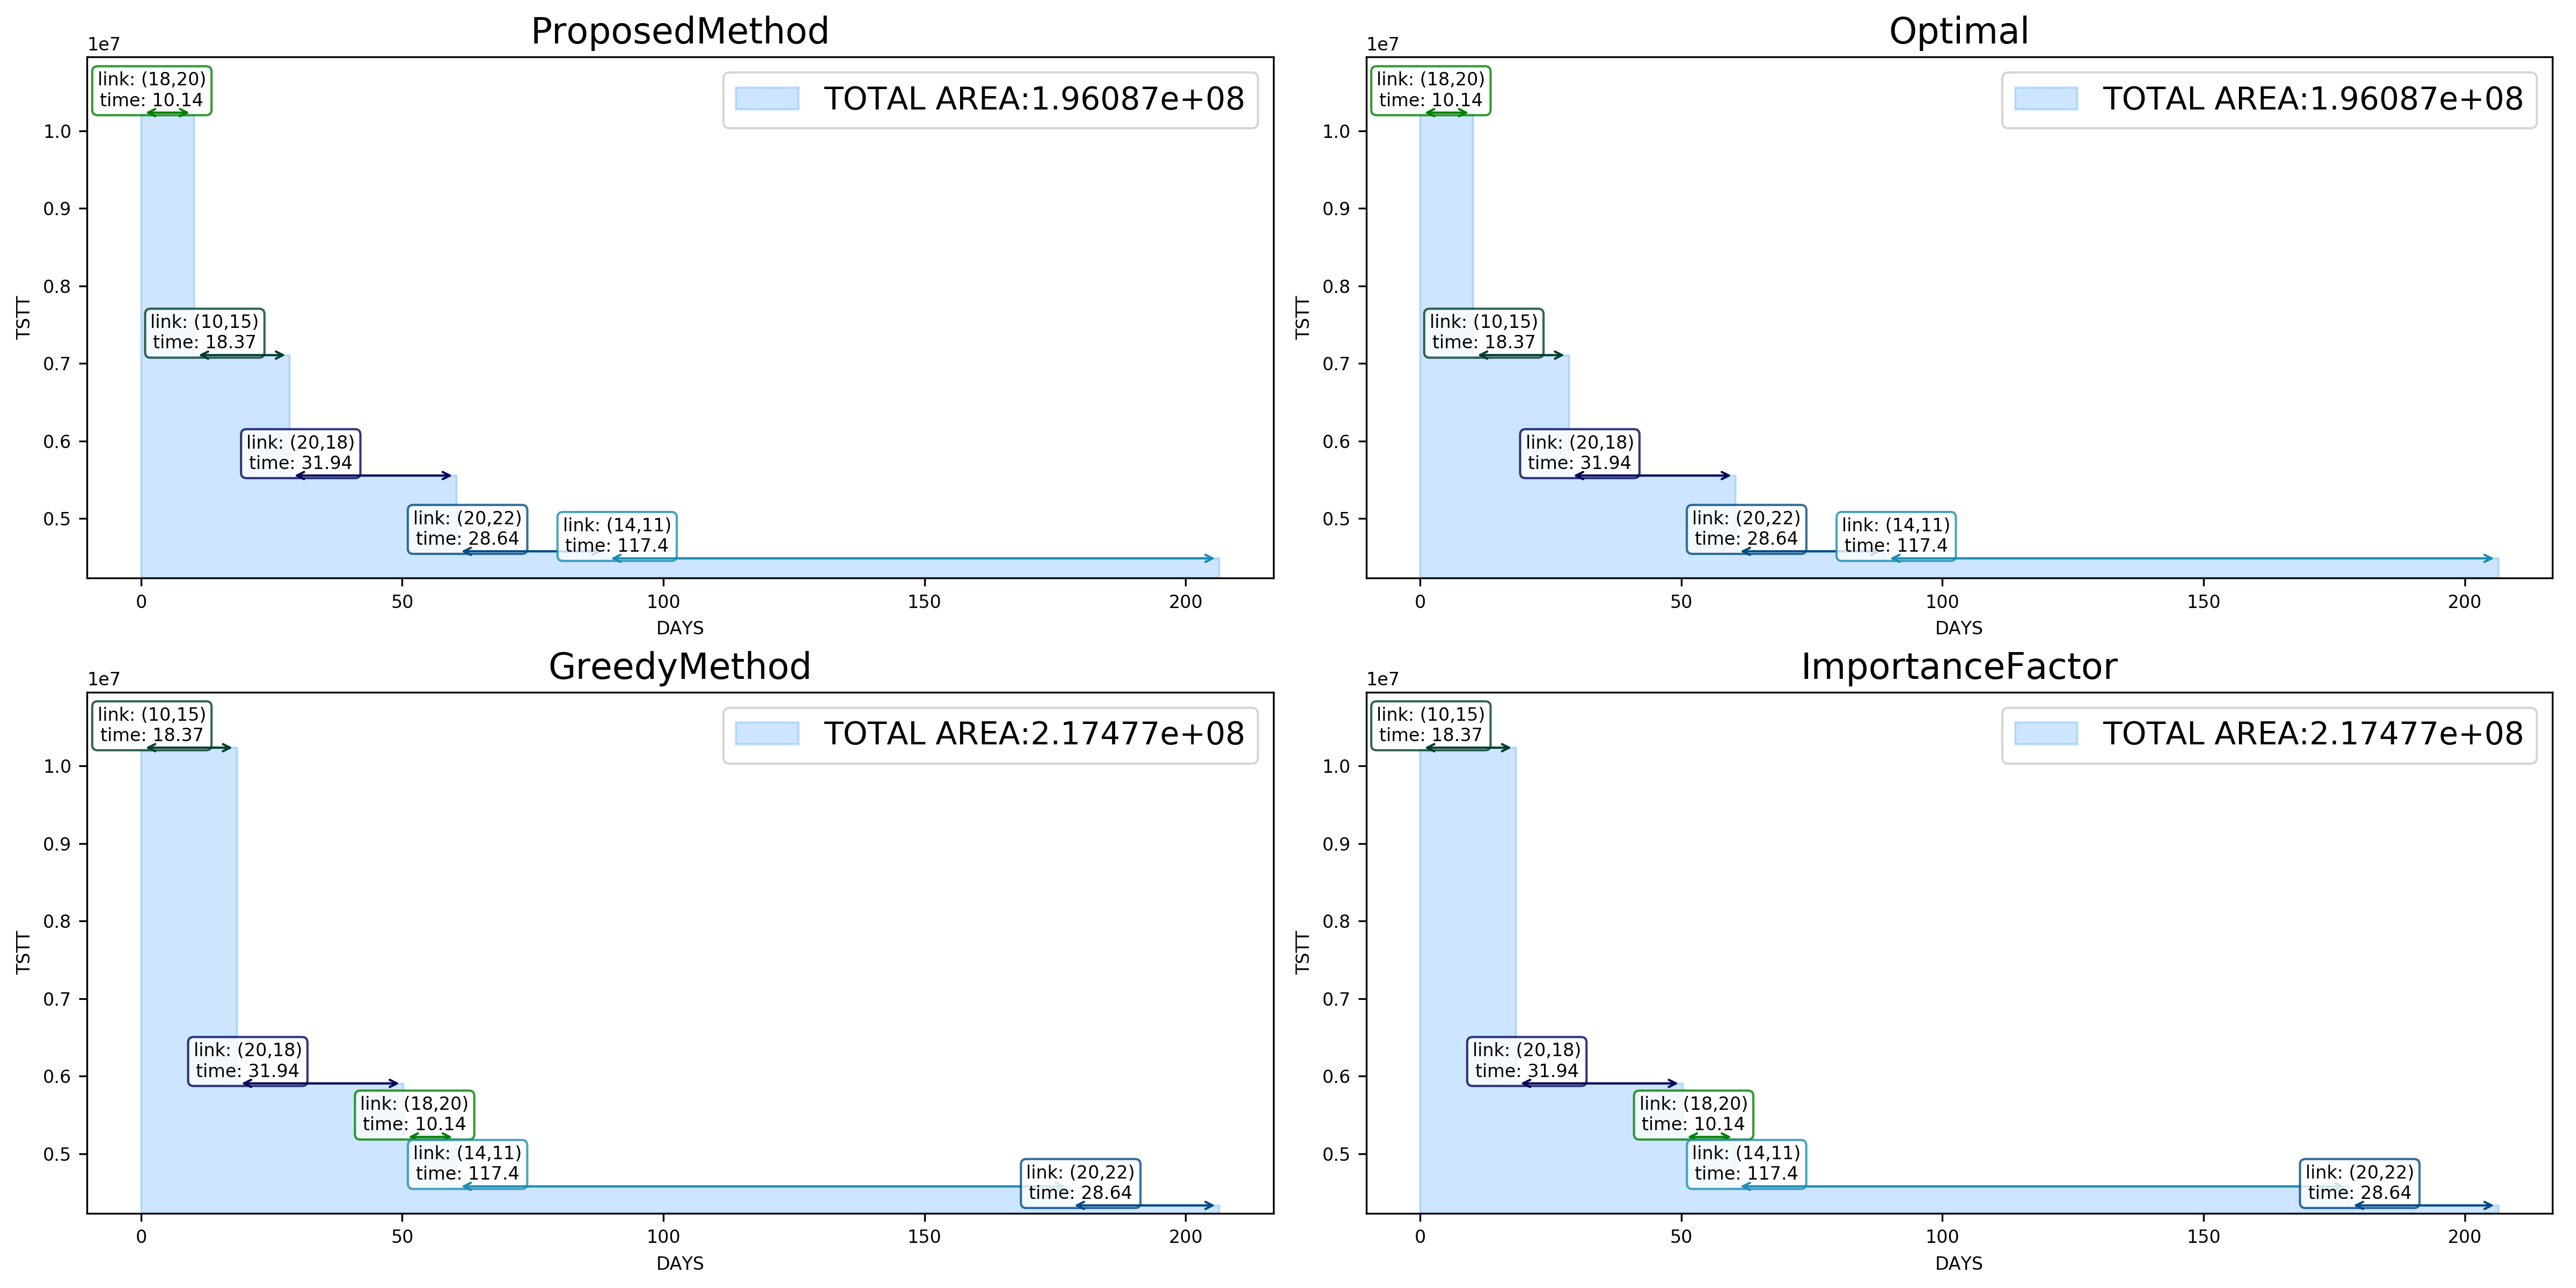 ProposedMethod
1e7
link: (18,20)
time: 10.14
TOTAL AREA:1.96087e+08
1.0
0.9
0.8
link: (10,15)
time: 18.37
0.7
TSTT
0.6
link: (20,18)
time: 31.94
0.5
link: (20,22)
time: 28.64
link: (14,11)
time: 117.4
0
50
100
150
200
DAYS
Optimal
1e7
link: (18,20)
time: 10.14
TOTAL AREA:1.96087e+08
1.0
0.9
0.8
link: (10,15)
time: 18.37
0.7
TSTT
0.6
link: (20,18)
time: 31.94
0.5
link: (20,22)
time: 28.64
link: (14,11)
time: 117.4
0
50
100
150
200
DAYS
GreedyMethod
1e7
link: (10,15)
time: 18.37
TOTAL AREA:2.17477e+08
1.0
0.9
0.8
TSTT
0.7
0.6
link: (20,18)
time: 31.94
link: (18,20)
time: 10.14
0.5
link: (14,11)
time: 117.4
link: (20,22)
time: 28.64
0
50
100
150
200
DAYS
ImportanceFactor
1e7
link: (10,15)
time: 18.37
TOTAL AREA:2.17477e+08
1.0
0.9
0.8
TSTT
0.7
0.6
link: (20,18)
time: 31.94
link: (18,20)
time: 10.14
0.5
link: (14,11)
time: 117.4
link: (20,22)
time: 28.64
0
50
100
150
200
DAYS